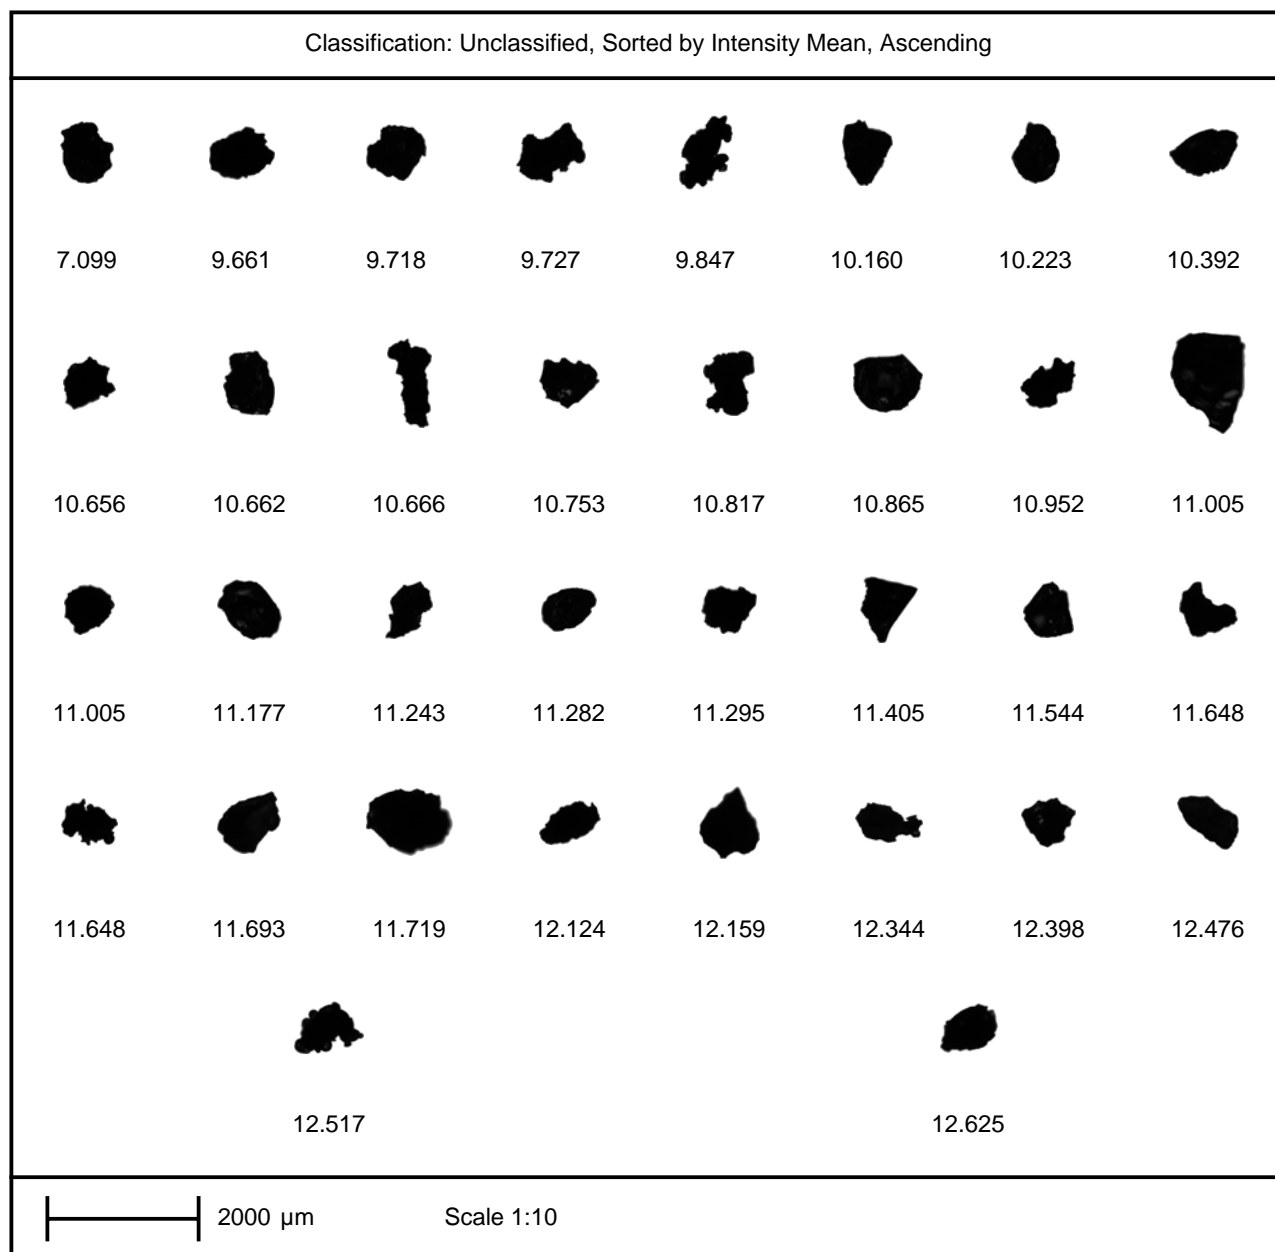 Classification: Unclassified, Sorted by Intensity Mean, Ascending
7.099 9.661 9.718 9.727 9.847 10.160 10.223 10.392
10.656 10.662 10.666 10.753 10.817 10.865 10.952 11.005
11.005 11.177 11.243 11.282 11.295 11.405 11.544 11.648
11.648 11.693 11.719 12.124 12.159 12.344 12.398 12.476
12.517 12.625
2000 µm Scale 1:10